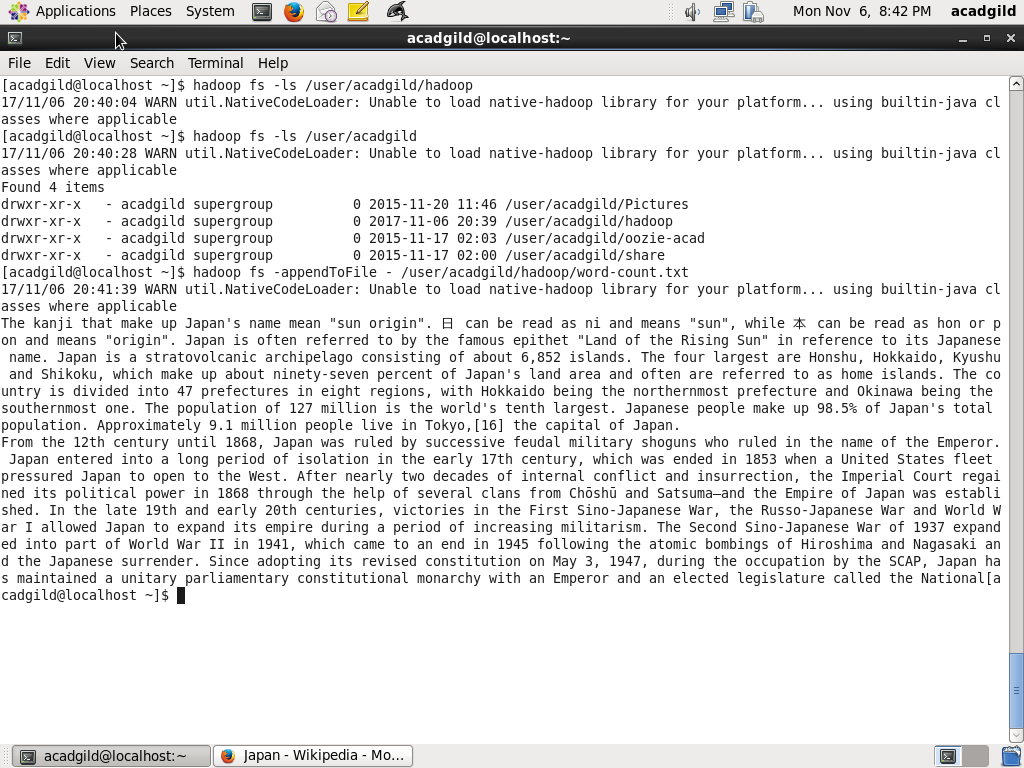 Applications Places System Mon Nov 6, 8:42 PM acadgild
acadgild@localhost:~
File Edit View Search Terminal Help
[acadgild@localhost ~]$ hadoop fs -ls /user/acadgild/hadoop
17/11/06 20:40:04 WARN util.NativeCodeLoader: Unable to load native-hadoop library for your platform... using builtin-java cl
asses where applicable
[acadgild@localhost ~]$ hadoop fs -ls /user/acadgild
17/11/06 20:40:28 WARN util.NativeCodeLoader: Unable to load native-hadoop library for your platform... using builtin-java cl
asses where applicable
Found 4 items
drwxr-xr-x   - acadgild supergroup          0 2015-11-20 11:46 /user/acadgild/Pictures
drwxr-xr-x   - acadgild supergroup          0 2017-11-06 20:39 /user/acadgild/hadoop
drwxr-xr-x   - acadgild supergroup          0 2015-11-17 02:03 /user/acadgild/oozie-acad
drwxr-xr-x   - acadgild supergroup          0 2015-11-17 02:00 /user/acadgild/share
[acadgild@localhost ~]$ hadoop fs -appendToFile - /user/acadgild/hadoop/word-count.txt
17/11/06 20:41:39 WARN util.NativeCodeLoader: Unable to load native-hadoop library for your platform... using builtin-java cl
asses where applicable
The kanji that make up Japan's name mean "sun origin". 日 can be read as ni and means "sun", while 本 can be read as hon or p
on and means "origin". Japan is often referred to by the famous epithet "Land of the Rising Sun" in reference to its Japanese
 name. Japan is a stratovolcanic archipelago consisting of about 6,852 islands. The four largest are Honshu, Hokkaido, Kyushu
 and Shikoku, which make up about ninety-seven percent of Japan's land area and often are referred to as home islands. The co
untry is divided into 47 prefectures in eight regions, with Hokkaido being the northernmost prefecture and Okinawa being the
southernmost one. The population of 127 million is the world's tenth largest. Japanese people make up 98.5% of Japan's total
population. Approximately 9.1 million people live in Tokyo,[16] the capital of Japan.
From the 12th century until 1868, Japan was ruled by successive feudal military shoguns who ruled in the name of the Emperor.
 Japan entered into a long period of isolation in the early 17th century, which was ended in 1853 when a United States fleet
pressured Japan to open to the West. After nearly two decades of internal conflict and insurrection, the Imperial Court regai
ned its political power in 1868 through the help of several clans from Chōshū and Satsuma—and the Empire of Japan was establi
shed. In the late 19th and early 20th centuries, victories in the First Sino-Japanese War, the Russo-Japanese War and World W
ar I allowed Japan to expand its empire during a period of increasing militarism. The Second Sino-Japanese War of 1937 expand
ed into part of World War II in 1941, which came to an end in 1945 following the atomic bombings of Hiroshima and Nagasaki an
d the Japanese surrender. Since adopting its revised constitution on May 3, 1947, during the occupation by the SCAP, Japan ha
s maintained a unitary parliamentary constitutional monarchy with an Emperor and an elected legislature called the National[a
cadgild@localhost ~]$
acadgild@localhost:~ Japan - Wikipedia - Mo...